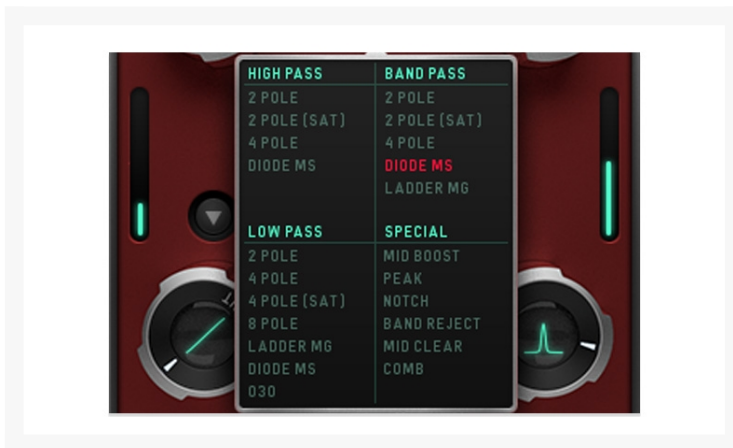 HIGH PASS
2 POLE
2 POLE (SAT)
4 POLE
DIODE MS
BAND PASS
2 POLE
2 POLE (SAT)
4 POLE
DIODE MS
LADDER MG
LOW PASS
2 POLE
4 POLE
4 POLE (SAT)
8 POLE
LADDER MG
DIODE MS
030
SPECIAL
MID BOOST
PEAK
NOTCH
BAND REJECT
MID CLEAR
COMB